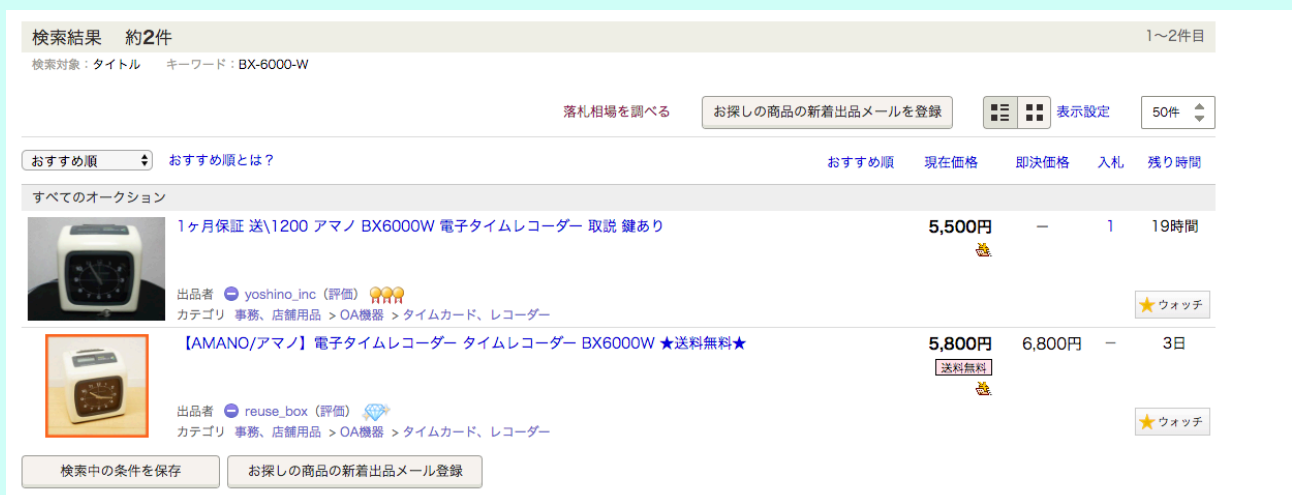 検索結果 約2件 1〜2件目
検索対象：タイトル キーワード：BX-6000-W
落札相場を調べる お探しの商品の新着出品メールを登録 表示設定 50件
おすすめ順 おすすめ順とは？ おすすめ順 現在価格 即決価格 入札 残り時間
すべてのオークション
1ヶ月保証 送\1200 アマノ BX6000W 電子タイムレコーダー 取説 鍵あり 5,500円 － 1 19時間
出品者 yoshino_inc（評価）
ウォッチ
カテゴリ 事務、店舗用品 > OA機器 > タイムカード、レコーダー
【AMANO/アマノ】電子タイムレコーダー タイムレコーダー BX6000W ★送料無料★ 5,800円 6,800円 － 3日
送料無料
出品者 reuse_box（評価）
ウォッチ
カテゴリ 事務、店舗用品 > OA機器 > タイムカード、レコーダー
検索中の条件を保存 お探しの商品の新着出品メール登録